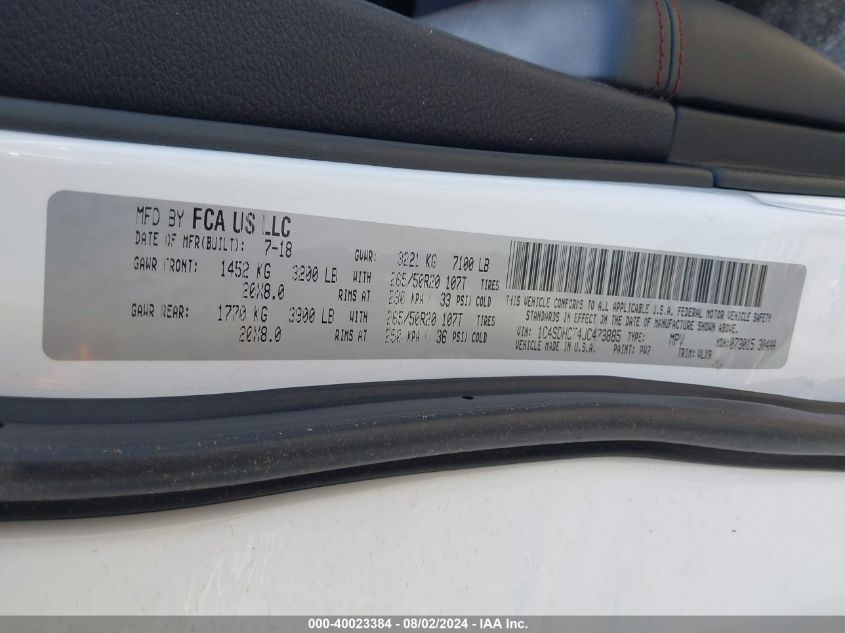 MFD BY FCA US LLC
DATE OF MFR(BUILT): 7-18 GVWR: 3221 KG 7100 LB
GAWR FRONT: 1452 KG 3200 LB WITH 265/50R20 107T TIRES
20X8.0 RIMS AT 230 KPA( 33 PSI) COLD
GAWR REAR: 1770 KG 3900 LB WITH 265/50R20 107T TIRES
20X8.0 RIMS AT 250 KPA( 36 PSI) COLD
THIS VEHICLE CONFORMS TO ALL APPLICABLE U.S.A. FEDERAL MOTOR VEHICLE SAFETY
STANDARDS IN EFFECT ON THE DATE OF MANUFACTURE SHOWN ABOVE.
VIN: 1C4SDHCT4JC473885 TYPE: MPV MDH:073015 
VEHICLE MADE IN U.S.A. PAINT: PW7 TRIM: VLX9
000-40023384 - 08/02/2024 - IAA Inc.